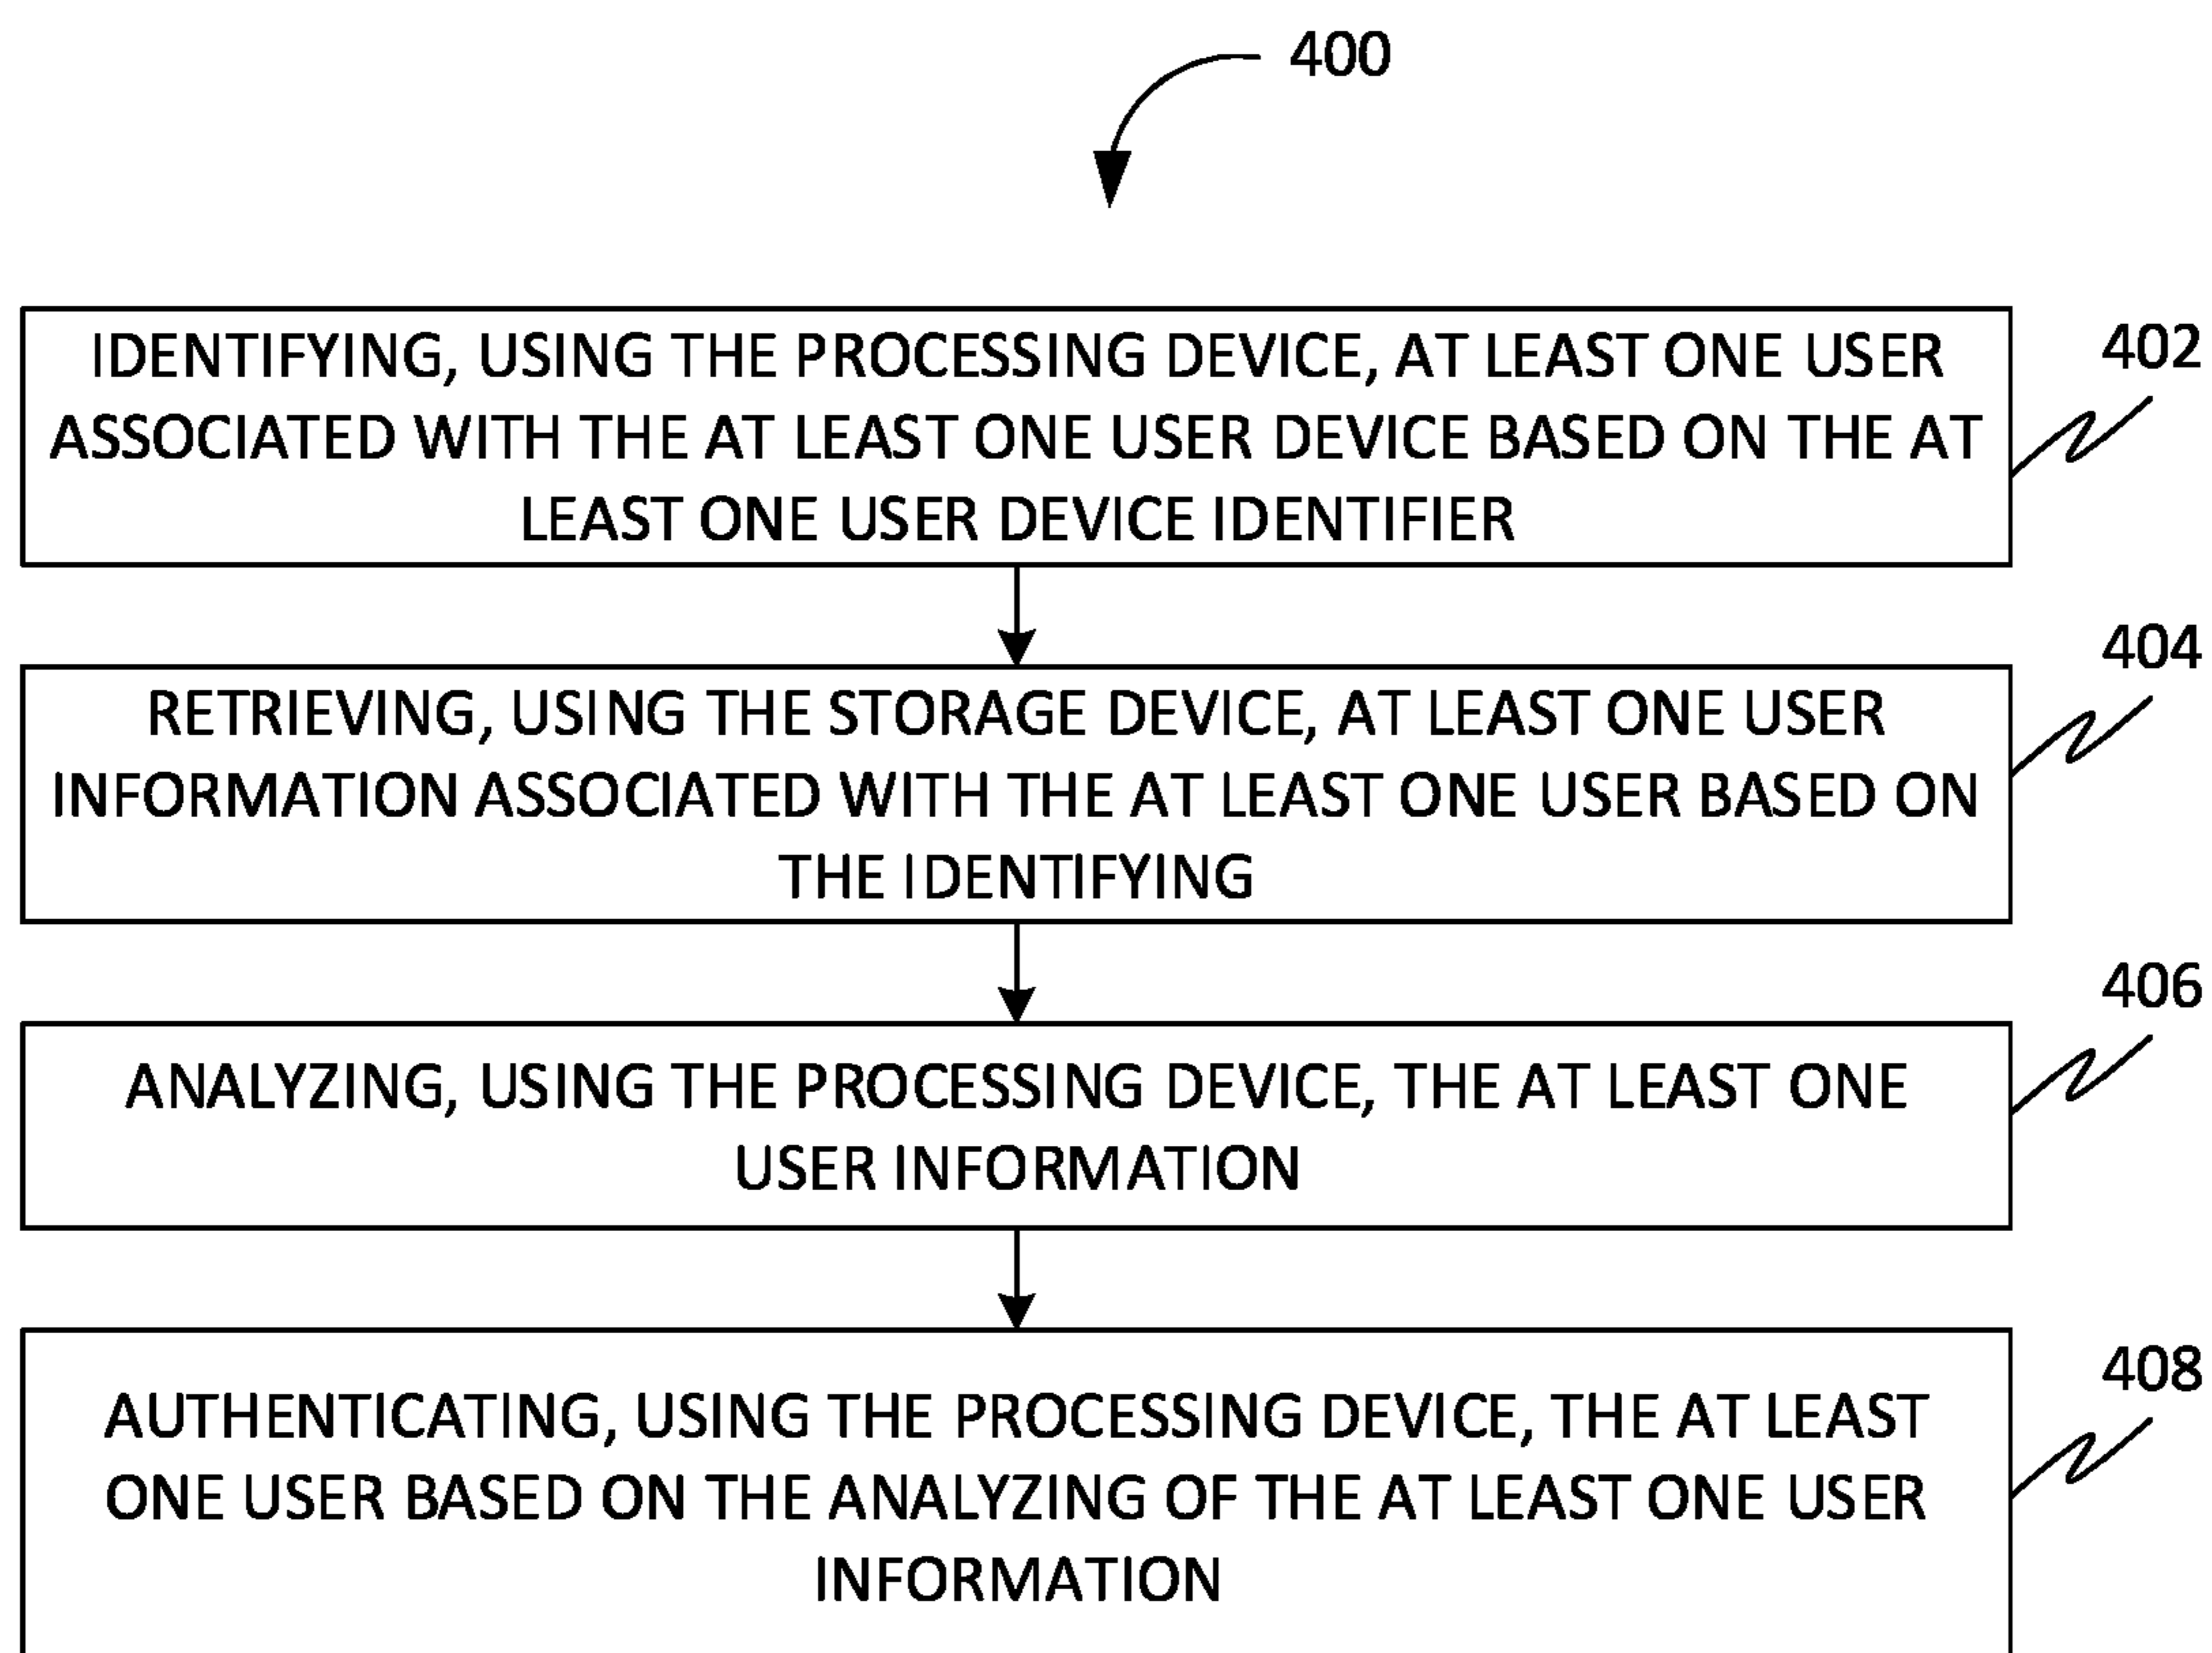 400
IDENTIFYING, USING THE PROCESSING DEVICE, AT LEAST ONE USER
ASSOCIATED WITH THE AT LEAST ONE USER DEVICE BASED ON THE AT
LEAST ONE USER DEVICE IDENTIFIER
402
RETRIEVING, USING THE STORAGE DEVICE, AT LEAST ONE USER
INFORMATION ASSOCIATED WITH THE AT LEAST ONE USER BASED ON
THE IDENTIFYING
404
ANALYZING, USING THE PROCESSING DEVICE, THE AT LEAST ONE
USER INFORMATION
406
AUTHENTICATING, USING THE PROCESSING DEVICE, THE AT LEAST
ONE USER BASED ON THE ANALYZING OF THE AT LEAST ONE USER
INFORMATION
408